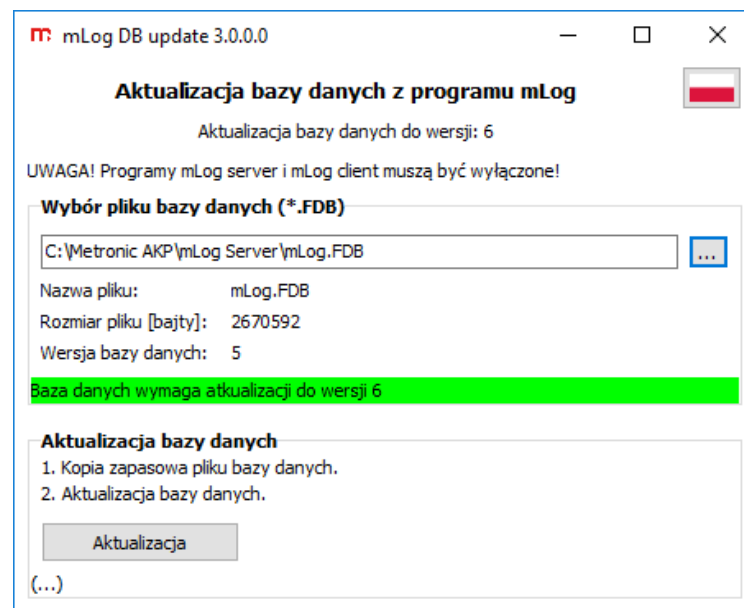 mLog DB update 3.0.0.0
Aktualizacja bazy danych z programu mLog
Aktualizacja bazy danych do wersji: 6
UWAGA! Programy mLog server i mLog client muszą być wyłączone!
Wybór pliku bazy danych (*.FDB)
C:\Metronic AKP\mLog Server\mLog.FDB ...
Nazwa pliku: mLog.FDB
Rozmiar pliku [bajty]: 2670592
Wersja bazy danych: 5
Baza danych wymaga atkualizacji do wersji 6
Aktualizacja bazy danych
1. Kopia zapasowa pliku bazy danych.
2. Aktualizacja bazy danych.
Aktualizacja
(...)